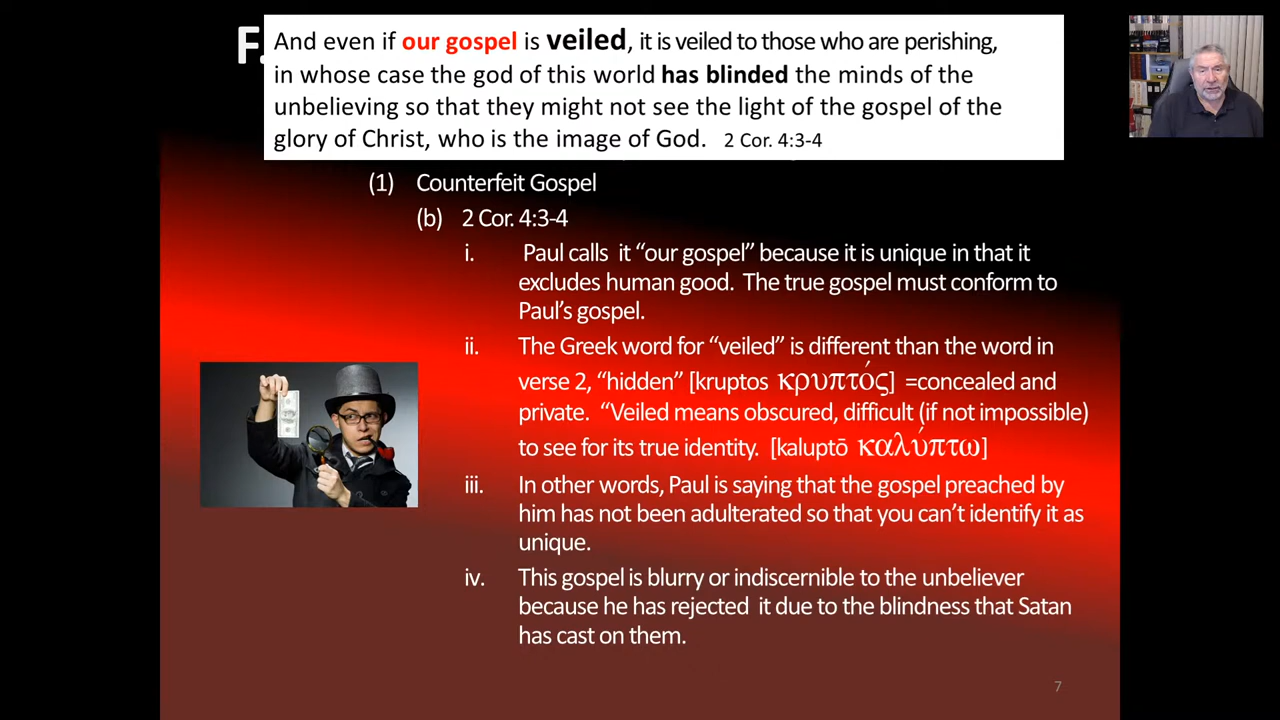 F.
And even if our gospel is veiled, it is veiled to those who are perishing,
in whose case the god of this world has blinded the minds of the
unbelieving so that they might not see the light of the gospel of the
glory of Christ, who is the image of God. 2 Cor. 4:3-4
(1) Counterfeit Gospel
(b) 2 Cor. 4:3-4
i. Paul calls it “our gospel” because it is unique in that it
excludes human good. The true gospel must conform to
Paul’s gospel.
ii. The Greek word for “veiled” is different than the word in
verse 2, “hidden” [kruptos κρυπτός] =concealed and
private. “Veiled means obscured, difficult (if not impossible)
to see for its true identity. [kaluptō καλύπτω]
iii. In other words, Paul is saying that the gospel preached by
him has not been adulterated so that you can’t identify it as
unique.
iv. This gospel is blurry or indiscernible to the unbeliever
because he has rejected it due to the blindness that Satan
has cast on them.
7